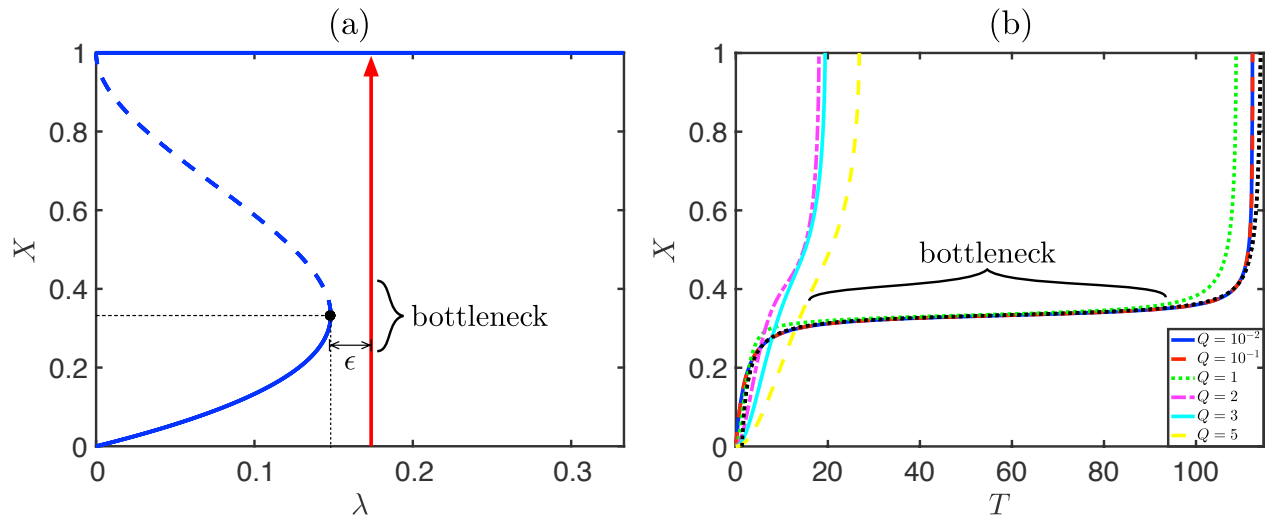 (a)
1
0.8
0.6
0.4
0.2
0
X
bottleneck
ϵ
0 0.1 0.2 0.3
λ
(b)
1
0.8
0.6
0.4
0.2
0
X
bottleneck
Q = 10⁻²
Q = 10⁻¹
Q = 1
Q = 2
Q = 3
Q = 5
0 20 40 60 80 100
T